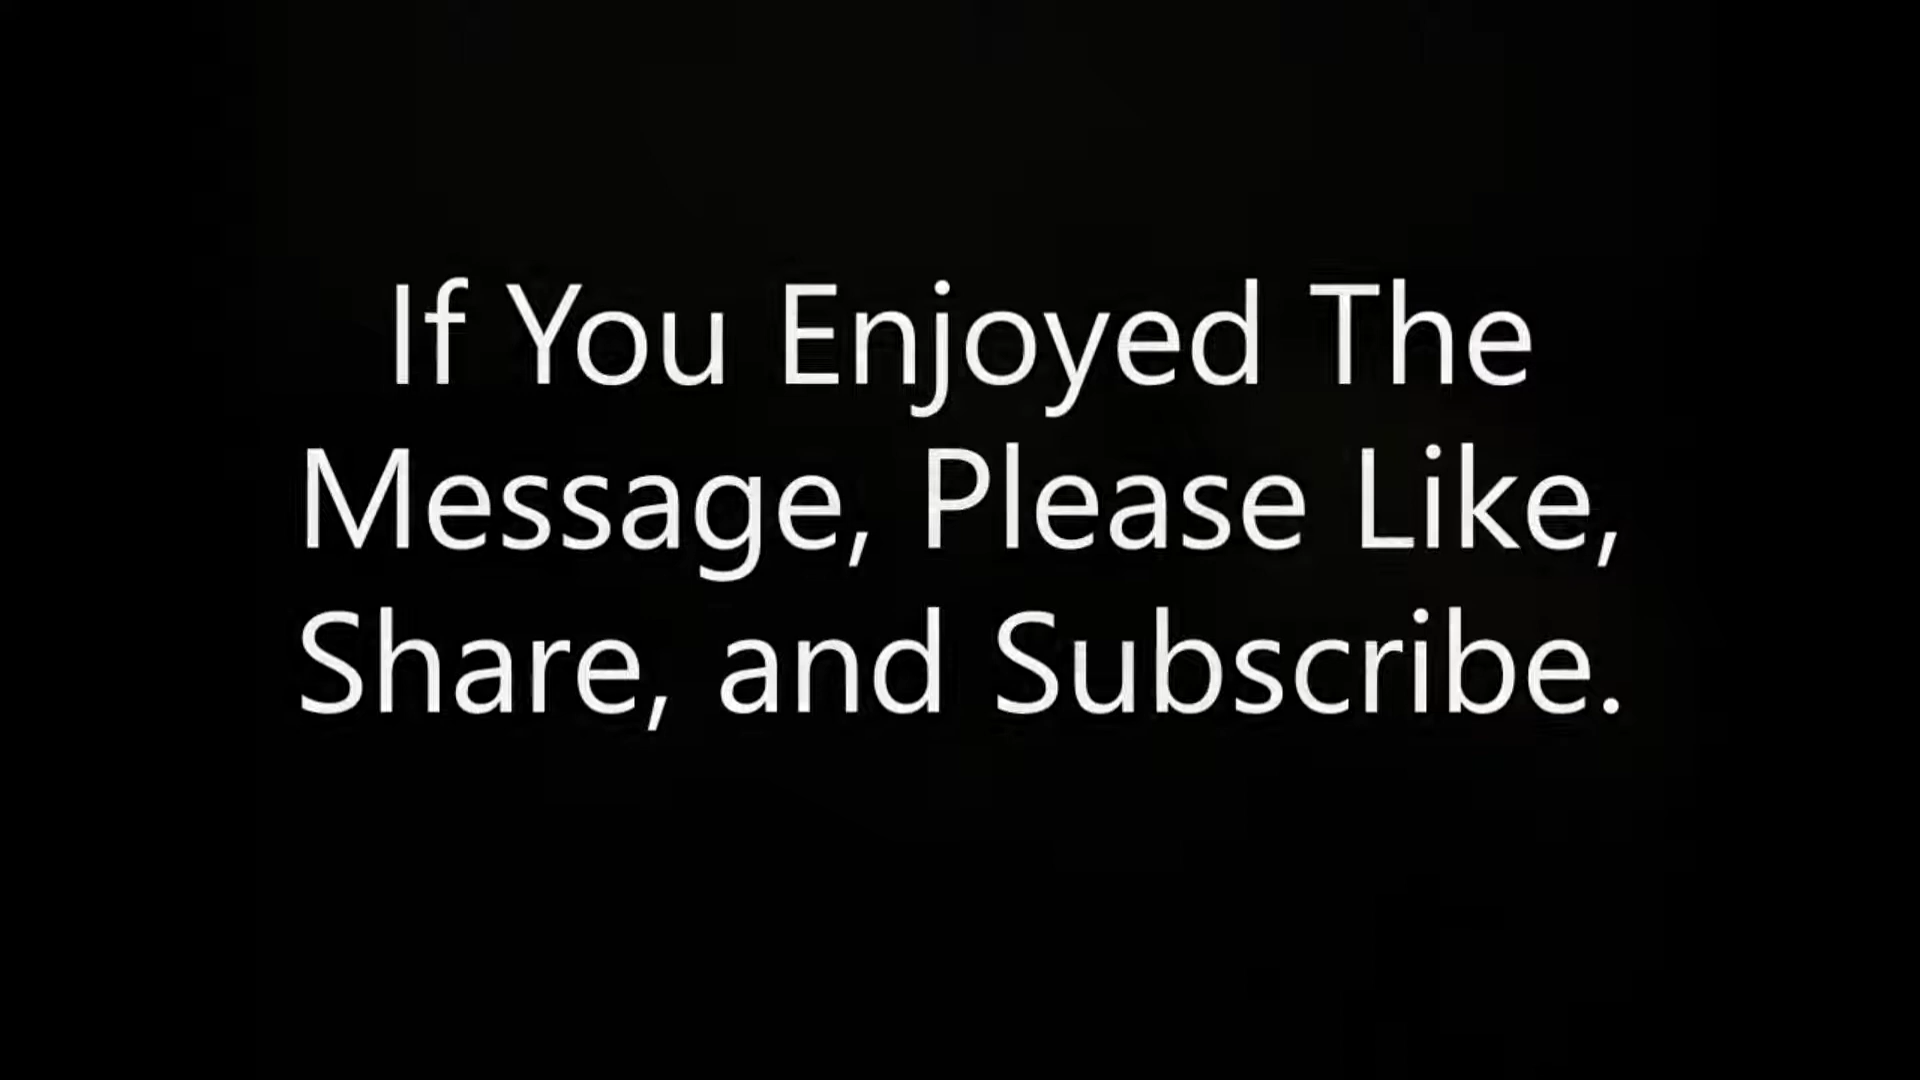 If You Enjoyed The
Message, Please Like,
Share, and Subscribe.